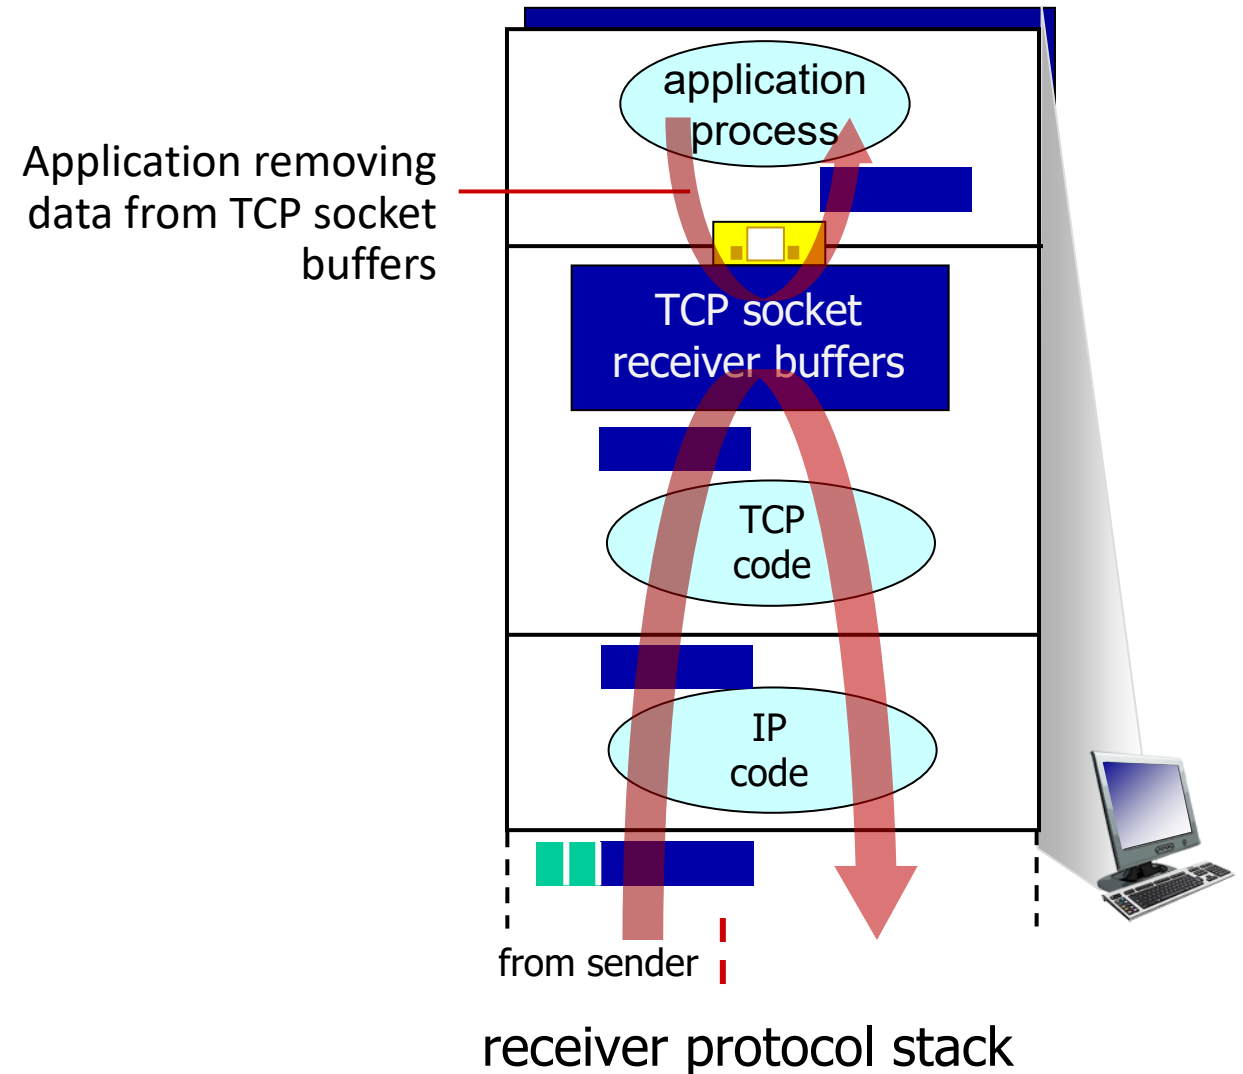 application
process
Application removing
data from TCP socket
buffers
TCP socket
receiver buffers
TCP
code
IP
code
from sender
receiver protocol stack